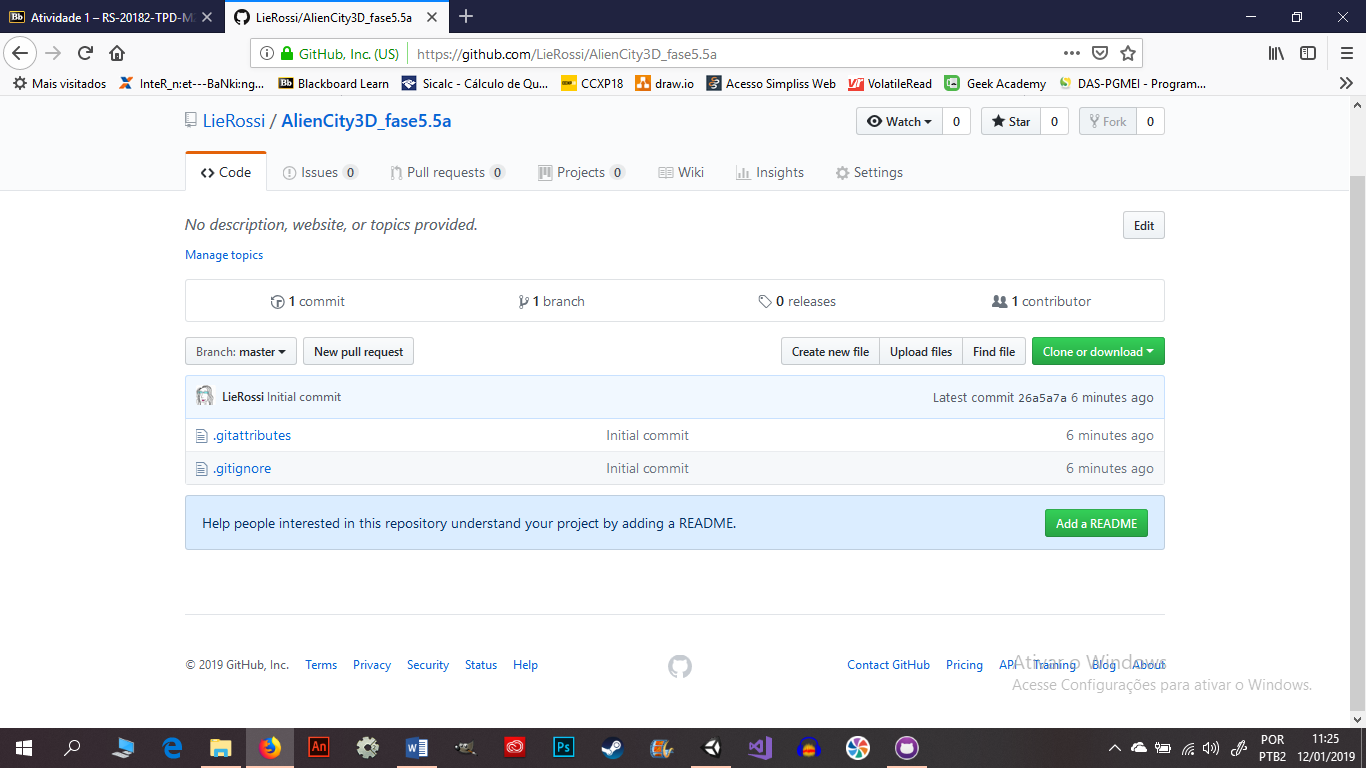 Bb Atividade 1 – RS-20182-TPD-M
LieRossi/AlienCity3D_fase5.5a
GitHub, Inc. (US) https://github.com/LieRossi/AlienCity3D_fase5.5a
Mais visitados InteR_n:et---BaNki:ng... Bb Blackboard Learn Sicalc - Cálculo de Qu... CCXP18 draw.io Acesso Simpliss Web VolatileRead Geek Academy DAS-PGMEI - Program...
LieRossi / AlienCity3D_fase5.5a
Watch 0 Star 0 Fork 0
Code Issues 0 Pull requests 0 Projects 0 Wiki Insights Settings
No description, website, or topics provided. Edit
Manage topics
1 commit 1 branch 0 releases 1 contributor
Branch: master New pull request Create new file Upload files Find file Clone or download
LieRossi Initial commit Latest commit 26a5a7a 6 minutes ago
.gitattributes Initial commit 6 minutes ago
.gitignore Initial commit 6 minutes ago
Help people interested in this repository understand your project by adding a README. Add a README
© 2019 GitHub, Inc. Terms Privacy Security Status Help Contact GitHub Pricing API Training Blog About
Ativar o Windows
Acesse Configurações para ativar o Windows.
An Ps
POR 11:25
PTB2 12/01/2019